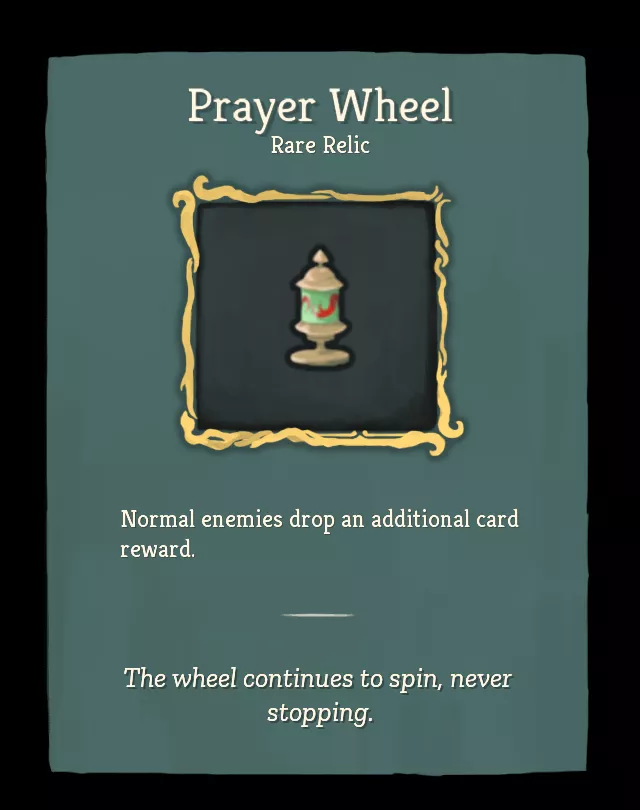 Prayer Wheel
Rare Relic
Normal enemies drop an additional card
reward.
The wheel continues to spin, never
stopping.